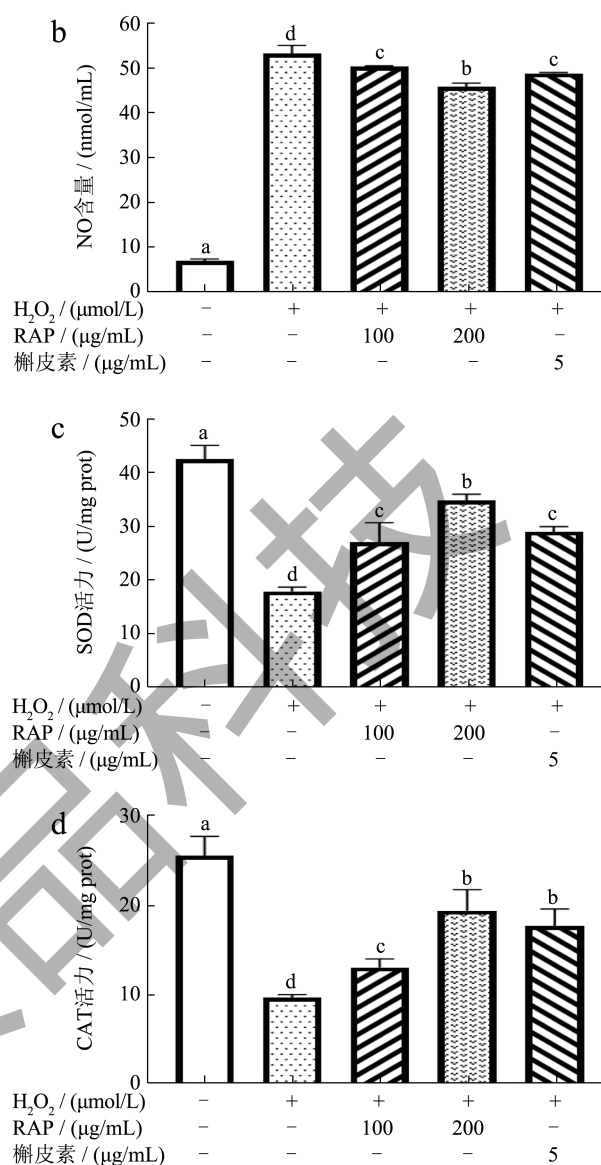 b
NO含量 / (nmol/mL)
60
50
40
30
20
10
0
a
d
c
b
c
H₂O₂ / (μmol/L) − + + + +
RAP / (μg/mL) − − 100 200 −
槲皮素 / (μg/mL) − − − − 5
c
SOD活力 / (U/mg prot)
50
40
30
20
10
0
a
d
c
b
c
H₂O₂ / (μmol/L) − + + + +
RAP / (μg/mL) − − 100 200 −
槲皮素 / (μg/mL) − − − − 5
d
CAT活力 / (U/mg prot)
30
20
10
0
a
d
c
b
b
H₂O₂ / (μmol/L) − + + + +
RAP / (μg/mL) − − 100 200 −
槲皮素 / (μg/mL) − − − − 5
品科技